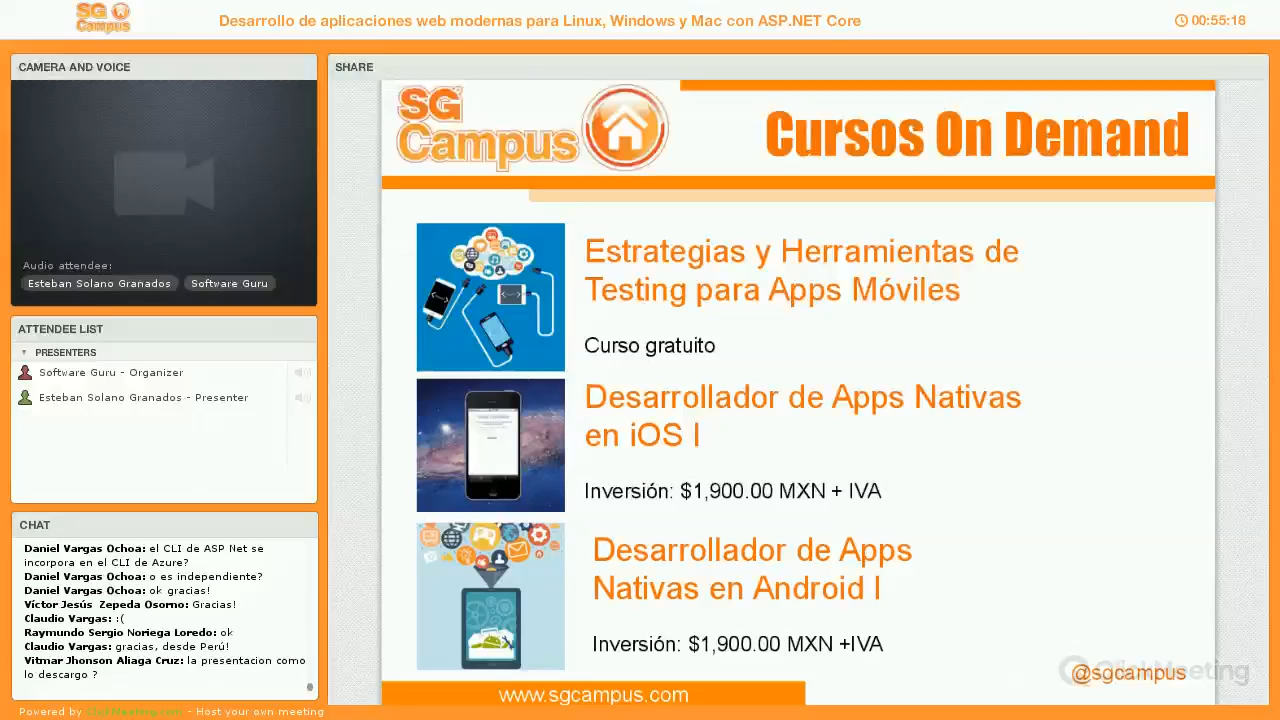 SG
Campus
Desarrollo de aplicaciones web modernas para Linux, Windows y Mac con ASP.NET Core
00:55:18
CAMERA AND VOICE
Audio attendee:
Esteban Solano Granados
Software Guru
ATTENDEE LIST
PRESENTERS
Software Guru - Organizer
Esteban Solano Granados - Presenter
CHAT
Daniel Vargas Ochoa: el CLI de ASP Net se
incorpora en el CLI de Azure?
Daniel Vargas Ochoa: o es independiente?
Daniel Vargas Ochoa: ok gracias!
Víctor Jesús Zepeda Osorno: Gracias!
Claudio Vargas: :(
Raymundo Sergio Noriega Loredo: ok
Claudio Vargas: gracias, desde Perú!
Vitmar Jhonson Aliaga Cruz: la presentacion como
lo descargo ?
SHARE
SG
Campus
Cursos On Demand
Estrategias y Herramientas de
Testing para Apps Móviles
Curso gratuito
Desarrollador de Apps Nativas
en iOS I
Inversión: $1,900.00 MXN + IVA
Desarrollador de Apps
Nativas en Android I
Inversión: $1,900.00 MXN +IVA
www.sgcampus.com
@sgcampus
ClickMeeting
Powered by ClickMeeting.com - Host your own meeting